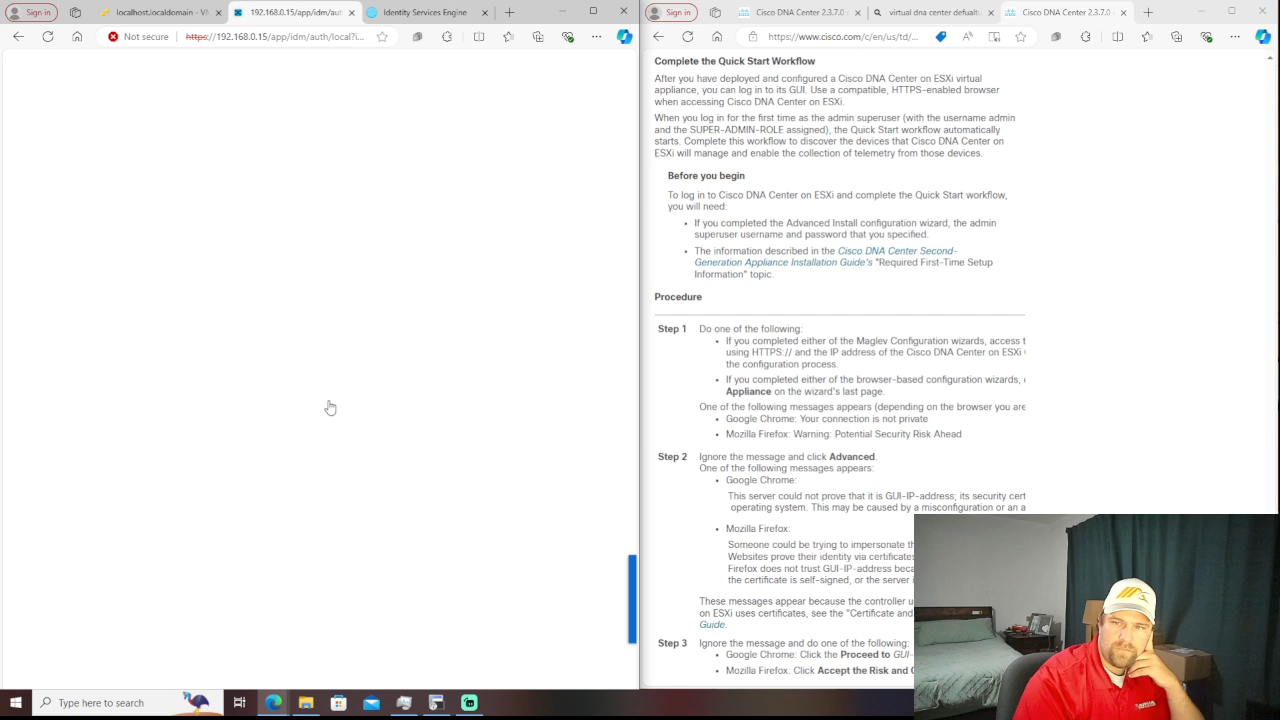 Sign in
localhost.localdomain - VM
192.168.0.15/app/idm/auth/local?i
Identity Services Engine
Not secure
https://192.168.0.15/app/idm/auth/local?i...
Sign in
Cisco DNA Center 2.3.7.0
virtual dna center defualt
Cisco DNA Center 2.3.7.0
https://www.cisco.com/c/en/us/td/...
Complete the Quick Start Workflow
After you have deployed and configured a Cisco DNA Center on ESXi virtual
appliance, you can log in to its GUI. Use a compatible, HTTPS-enabled browser
when accessing Cisco DNA Center on ESXi.
When you log in for the first time as the admin superuser (with the username admin
and the SUPER-ADMIN-ROLE assigned), the Quick Start workflow automatically
starts. Complete this workflow to discover the devices that Cisco DNA Center on
ESXi will manage and enable the collection of telemetry from those devices.
Before you begin
To log in to Cisco DNA Center on ESXi and complete the Quick Start workflow,
you will need:
• If you completed the Advanced Install configuration wizard, the admin
superuser username and password that you specified.
• The information described in the Cisco DNA Center Second-
Generation Appliance Installation Guide's "Required First-Time Setup
Information" topic.
Procedure
Step 1 Do one of the following:
• If you completed either of the Maglev Configuration wizards, access t
using HTTPS:// and the IP address of the Cisco DNA Center on ESXi
the configuration process.
• If you completed either of the browser-based configuration wizards,
Appliance on the wizard's last page.
One of the following messages appears (depending on the browser you are
• Google Chrome: Your connection is not private
• Mozilla Firefox: Warning: Potential Security Risk Ahead
Step 2 Ignore the message and click Advanced.
One of the following messages appears:
• Google Chrome:
This server could not prove that it is GUI-IP-address; its security cert
operating system. This may be caused by a misconfiguration or an a
• Mozilla Firefox:
Someone could be trying to impersonate th
Websites prove their identity via certificates
Firefox does not trust GUI-IP-address beca
the certificate is self-signed, or the server i
These messages appear because the controller u
on ESXi uses certificates, see the "Certificate and
Guide.
Step 3 Ignore the message and do one of the following:
• Google Chrome: Click the Proceed to GUI-
• Mozilla Firefox: Click Accept the Risk and C
Type here to search